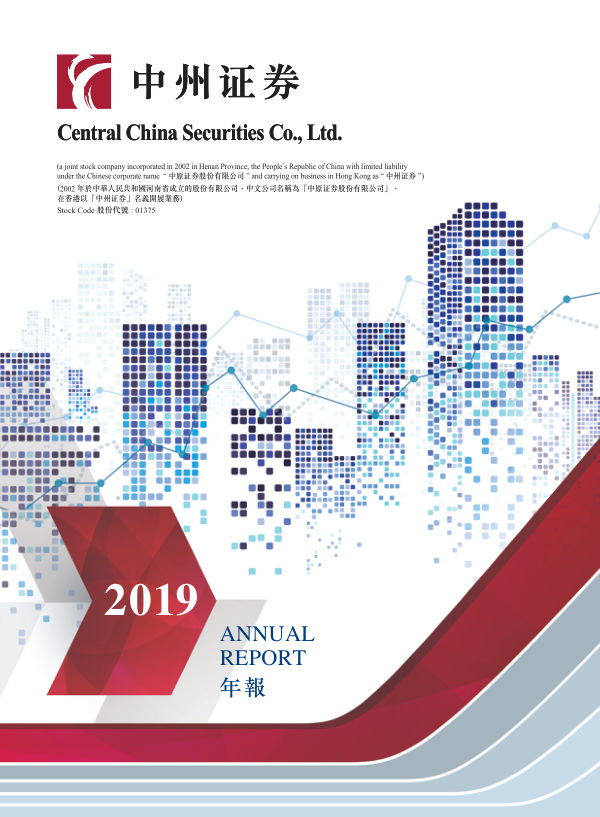 中州证券
Central China Securities Co., Ltd.
(a joint stock company incorporated in 2002 in Henan Province, the People's Republic of China with limited liability
under the Chinese corporate name “中原证券股份有限公司” and carrying on business in Hong Kong as “中州证券”)
(2002 年於中華人民共和國河南省成立的股份有限公司，中文公司名稱為「中原证券股份有限公司」，
在香港以「中州证券」名義開展業務)
Stock Code 股份代號 : 01375
2019
ANNUAL
REPORT
年報